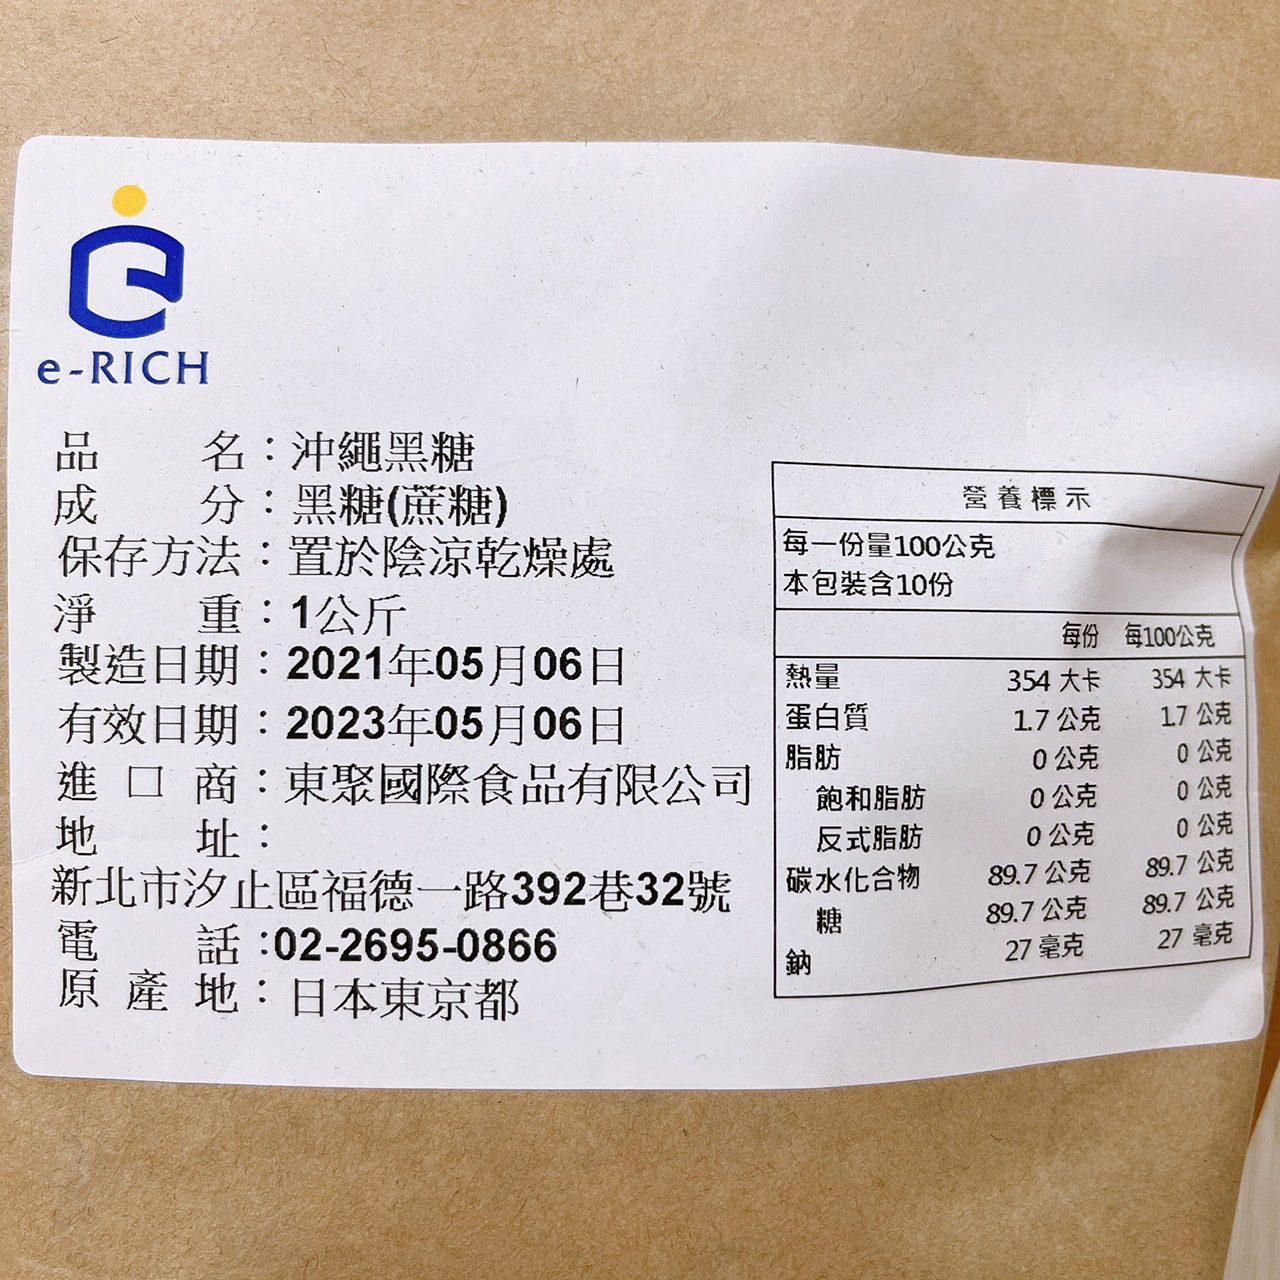 e-RICH
品名：沖繩黑糖
成分：黑糖(蔗糖)
保存方法：置於陰涼乾燥處
淨重：1公斤
製造日期：2021年05月06日
有效日期：2023年05月06日
進口商：東聚國際食品有限公司
地址：
新北市汐止區福德一路392巷32號
電話:02-2695-0866
原產地：日本東京都
營養標示
每一份量100公克
本包裝含10份
每份 每100公克
熱量 354 大卡 354 大卡
蛋白質 1.7 公克 1.7 公克
脂肪 0 公克 0 公克
飽和脂肪 0 公克 0 公克
反式脂肪 0 公克 0 公克
碳水化合物 89.7 公克 89.7 公克
糖 89.7 公克 89.7 公克
鈉 27 毫克 27 毫克